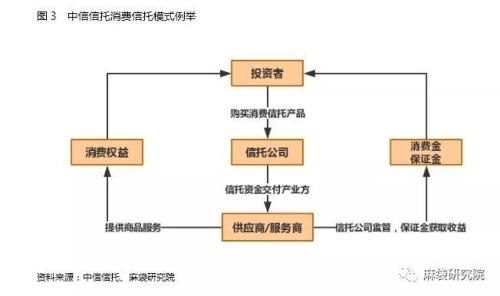 图 3 中信信托消费信托模式例举
投资者
购买消费信托产品
消费权益
信托公司
消费金
保证金
信托资金交付产业方
提供商品服务
供应商/服务商
信托公司监管，保证金获取收益
资料来源：中信信托、麻袋研究院
麻袋研究院